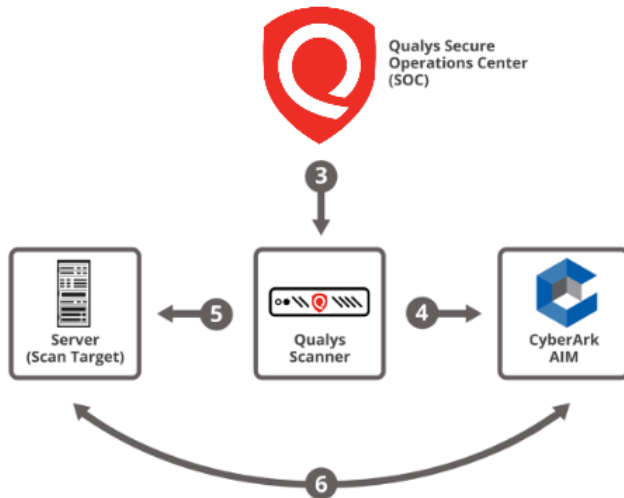 Qualys Secure
Operations Center
(SOC)
3
5
4
Server
(Scan Target)
Qualys
Scanner
CyberArk
AIM
6